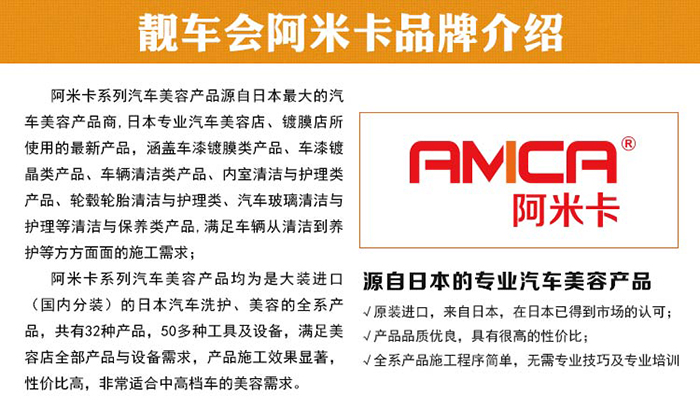 靓车会阿米卡品牌介绍
阿米卡系列汽车美容产品源自日本最大的汽
车美容产品商,日本专业汽车美容店、镀膜店所
使用的最新产品，涵盖车漆镀膜类产品、车漆镀
晶类产品、车辆清洁类产品、内室清洁与护理类
产品、轮毂轮胎清洁与护理类、汽车玻璃清洁与
护理等清洁与保养类产品,满足车辆从清洁到养
护等方方面面的施工需求；
阿米卡系列汽车美容产品均为是大装进口
（国内分装）的日本汽车洗护、美容的全系产
品，共有32种产品，50多种工具及设备，满足美
容店全部产品与设备需求，产品施工效果显著，
性价比高，非常适合中高档车的美容需求。
AMCA®
阿米卡
源自日本的专业汽车美容产品
√原装进口，来自日本，在日本已得到市场的认可；
√产品品质优良，具有很高的性价比；
√全系产品施工程序简单，无需专业技巧及专业培训